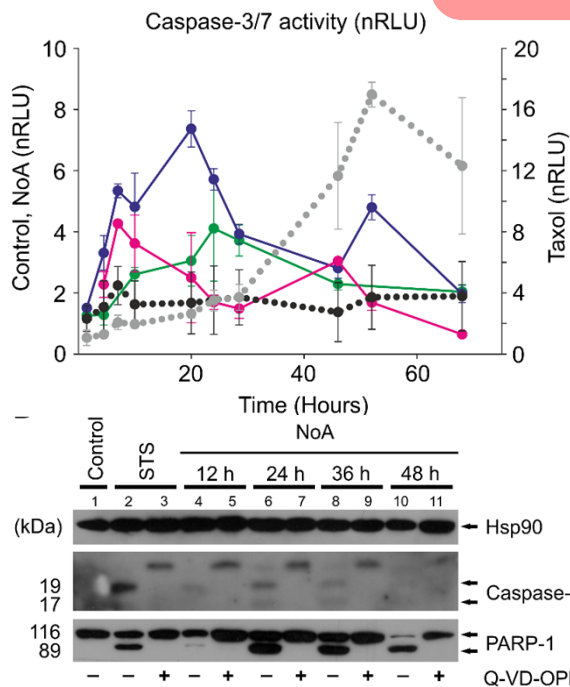 Caspase-3/7 activity (nRLU)
Control, NoA (nRLU)
10
8
6
4
2
0
20
16
12
8
4
0
Taxol (nRLU)
20 40 60
Time (Hours)
NoA
Control
STS
12 h 24 h 36 h 48 h
1 2 3 4 5 6 7 8 9 10 11
(kDa)
Hsp90
19
17
Caspase-
116
89
PARP-1
– – + – + – + – + – + Q-VD-OPH